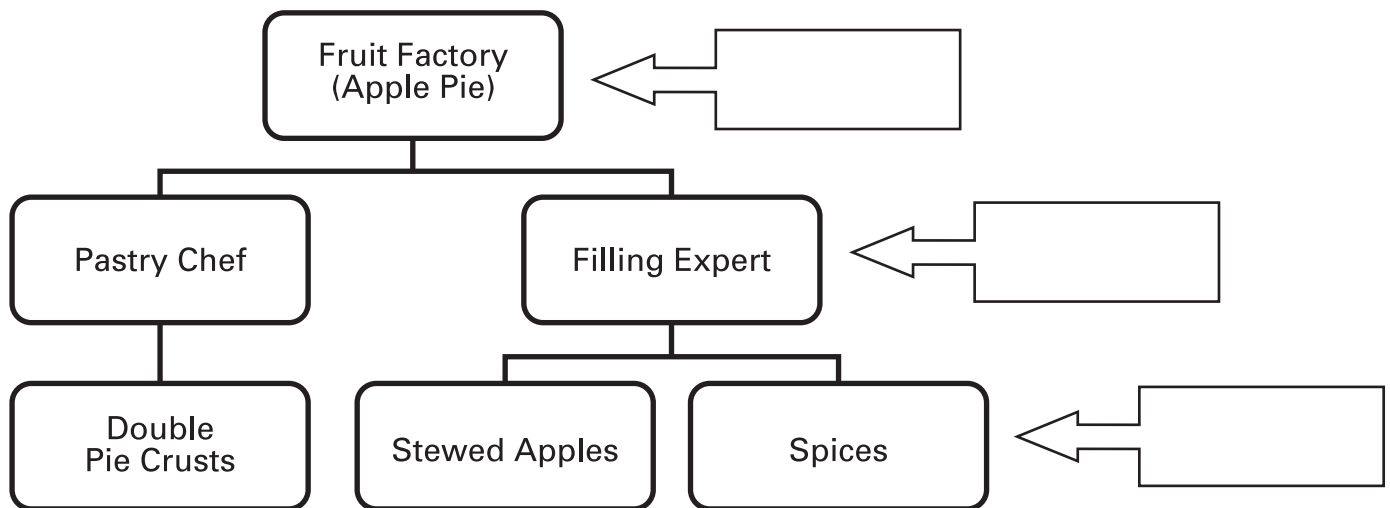 Fruit Factory
(Apple Pie)
Pastry Chef
Filling Expert
Double
Pie Crusts
Stewed Apples
Spices